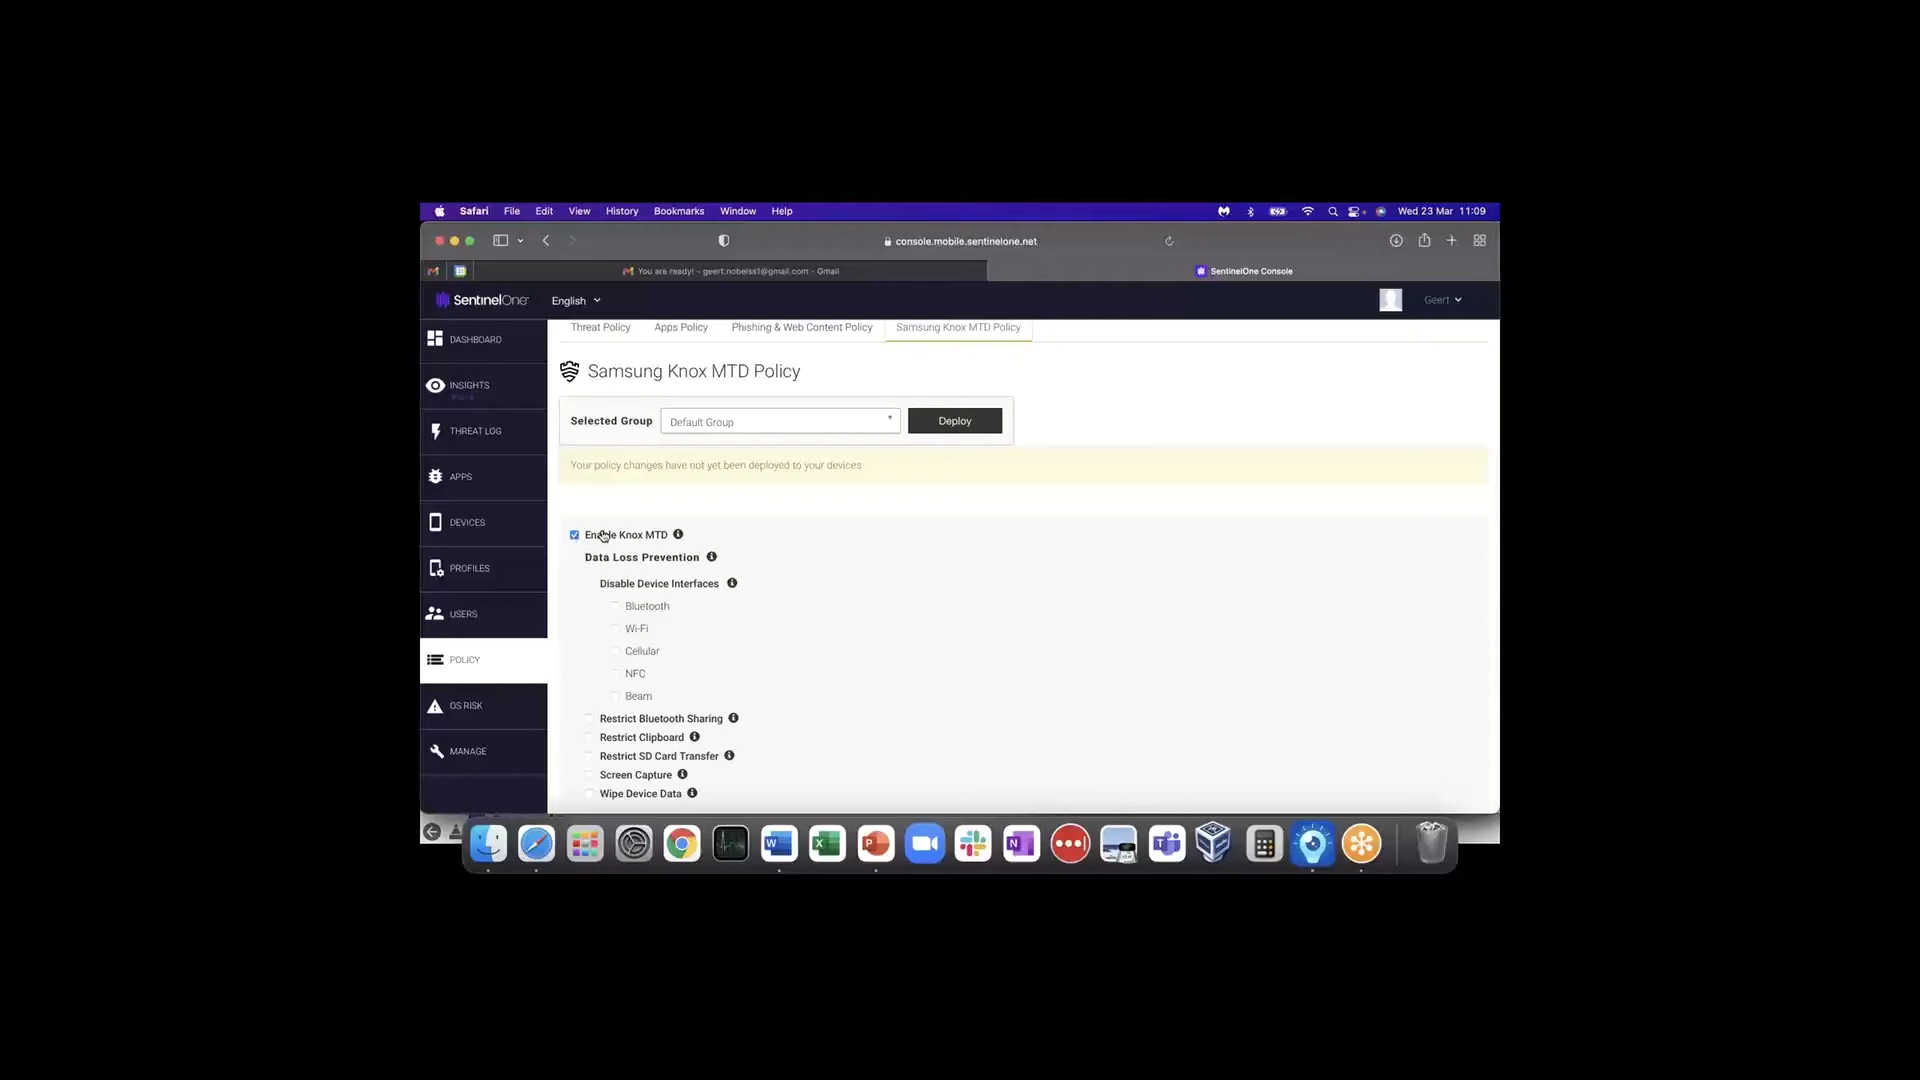 Safari File Edit View History Bookmarks Window Help Wed 23 Mar 11:09
console.mobile.sentinelone.net
You are ready! - geert.nobelss1@gmail.com - Gmail SentinelOne Console
SentinelOne English Geert
DASHBOARD
INSIGHTS
THREAT LOG
APPS
DEVICES
PROFILES
USERS
POLICY
OS RISK
MANAGE
Threat Policy Apps Policy Phishing & Web Content Policy Samsung Knox MTD Policy
Samsung Knox MTD Policy
Selected Group Default Group Deploy
Your policy changes have not yet been deployed to your devices.
Enable Knox MTD
Data Loss Prevention
Disable Device Interfaces
Bluetooth
Wi-Fi
Cellular
NFC
Beam
Restrict Bluetooth Sharing
Restrict Clipboard
Restrict SD Card Transfer
Screen Capture
Wipe Device Data